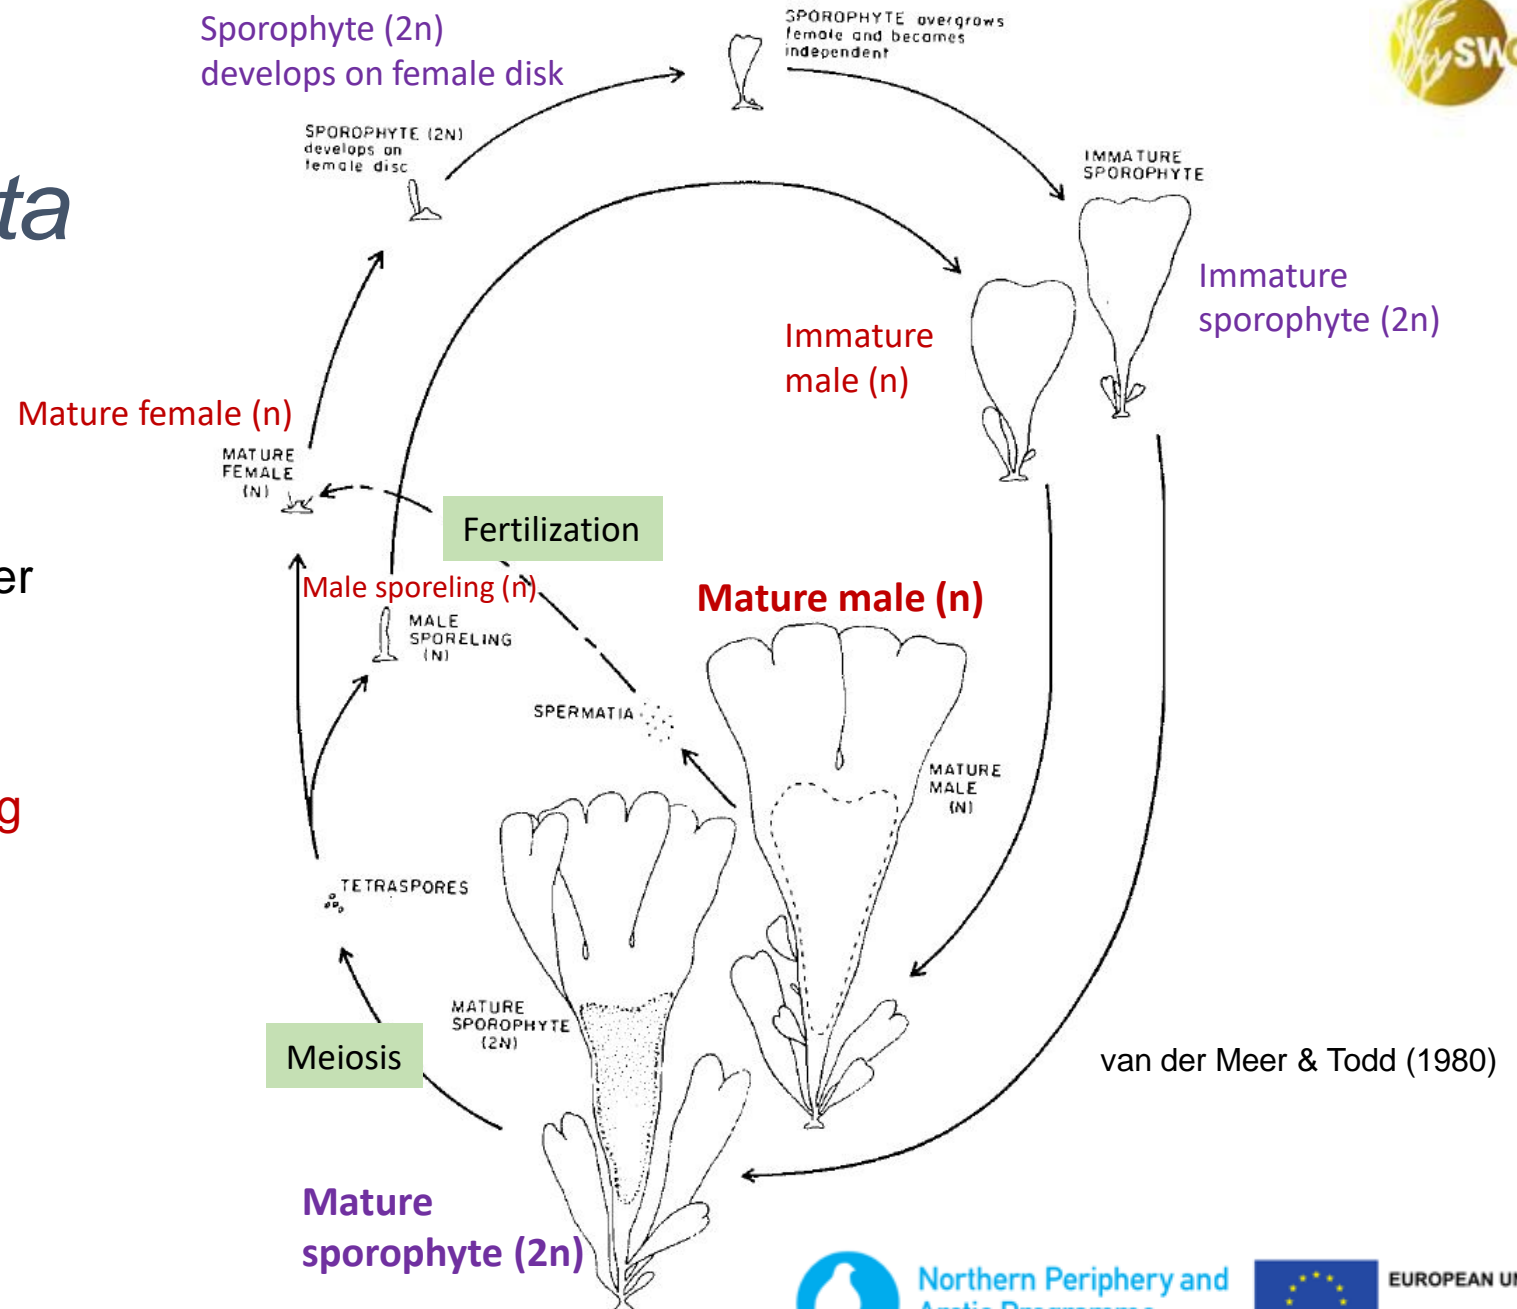 Sporophyte (2n)
develops on female disk
SPOROPHYTE overgrows
female and becomes
independent
SPOROPHYTE (2N)
develops on
female disc
IMMATURE
SPOROPHYTE
ta
Immature
sporophyte (2n)
Immature
male (n)
Mature female (n)
MATURE
FEMALE
(N)
Fertilization
er
Male sporeling (n)
MALE
SPORELING
(N)
Mature male (n)
SPERMATIA
MATURE
MALE
(N)
g
TETRASPORES
MATURE
SPOROPHYTE
(2N)
Meiosis
van der Meer & Todd (1980)
Mature
sporophyte (2n)
Northern Periphery and
Arctic Programme
EUROPEAN UN